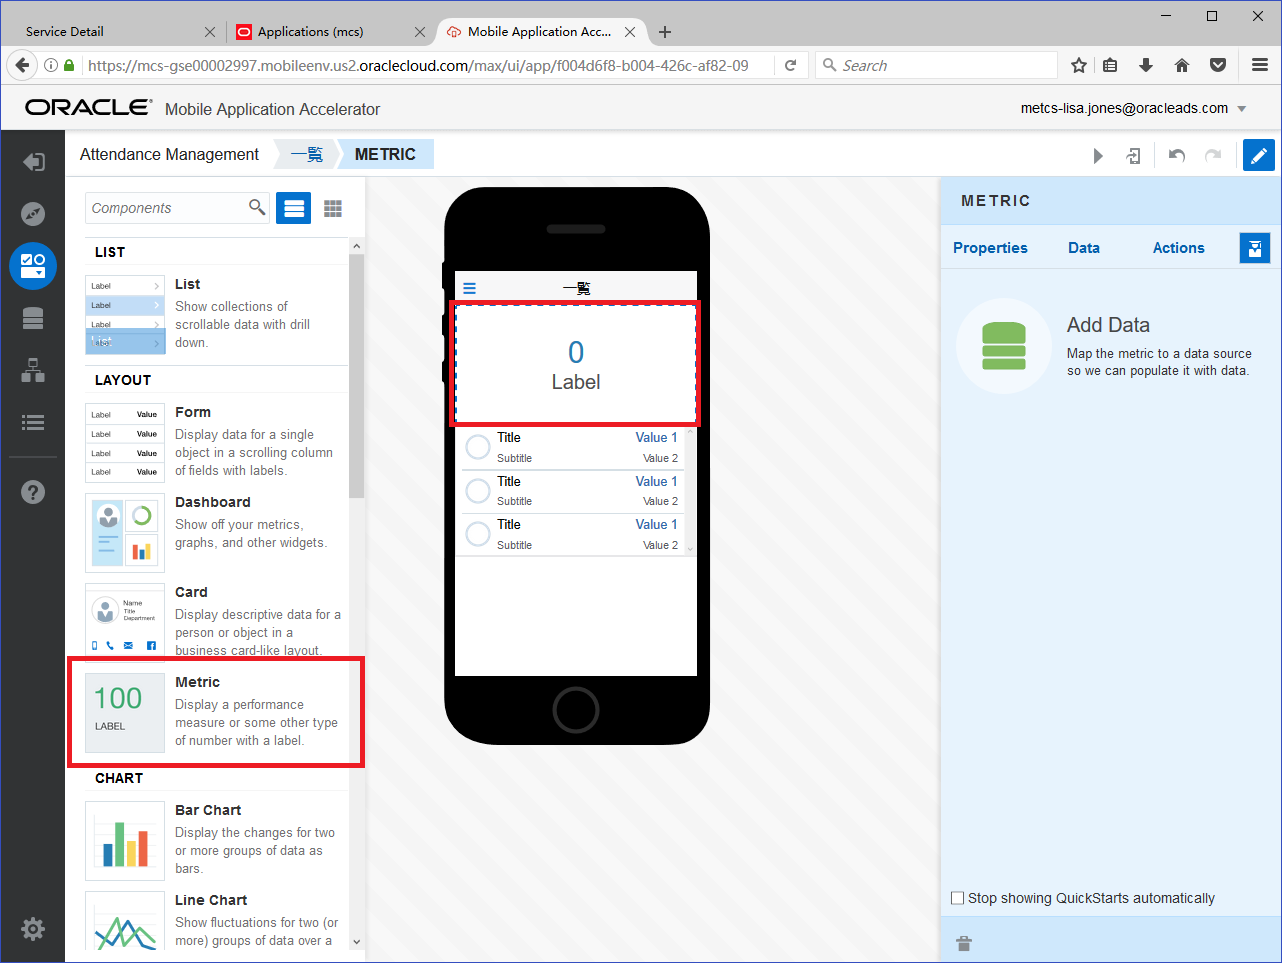 Service Detail
Applications (mcs)
Mobile Application Acc...
https://mcs-gse00002997.mobileenv.us2.oraclecloud.com/max/ui/app/f004d6f8-b004-426c-af82-09
Search
ORACLE Mobile Application Accelerator
metcs-lisa.jones@oracleads.com
Attendance Management
一覧
METRIC
Components
LIST
Label
Label
Label
List
Show collections of
scrollable data with drill
down.
LAYOUT
Label Value
Label Value
Label Value
Label Value
Form
Display data for a single
object in a scrolling column
of fields with labels.
Dashboard
Show off your metrics,
graphs, and other widgets.
Name
Title
Department
Card
Display descriptive data for a
person or object in a
business card-like layout.
100
LABEL
Metric
Display a performance
measure or some other type
of number with a label.
CHART
Bar Chart
Display the changes for two
or more groups of data as
bars.
Line Chart
Show fluctuations for two (or
more) groups of data over a
一覧
0
Label
Title Value 1
Subtitle Value 2
Title Value 1
Subtitle Value 2
Title Value 1
Subtitle Value 2
METRIC
Properties
Data
Actions
Add Data
Map the metric to a data source
so we can populate it with data.
Stop showing QuickStarts automatically